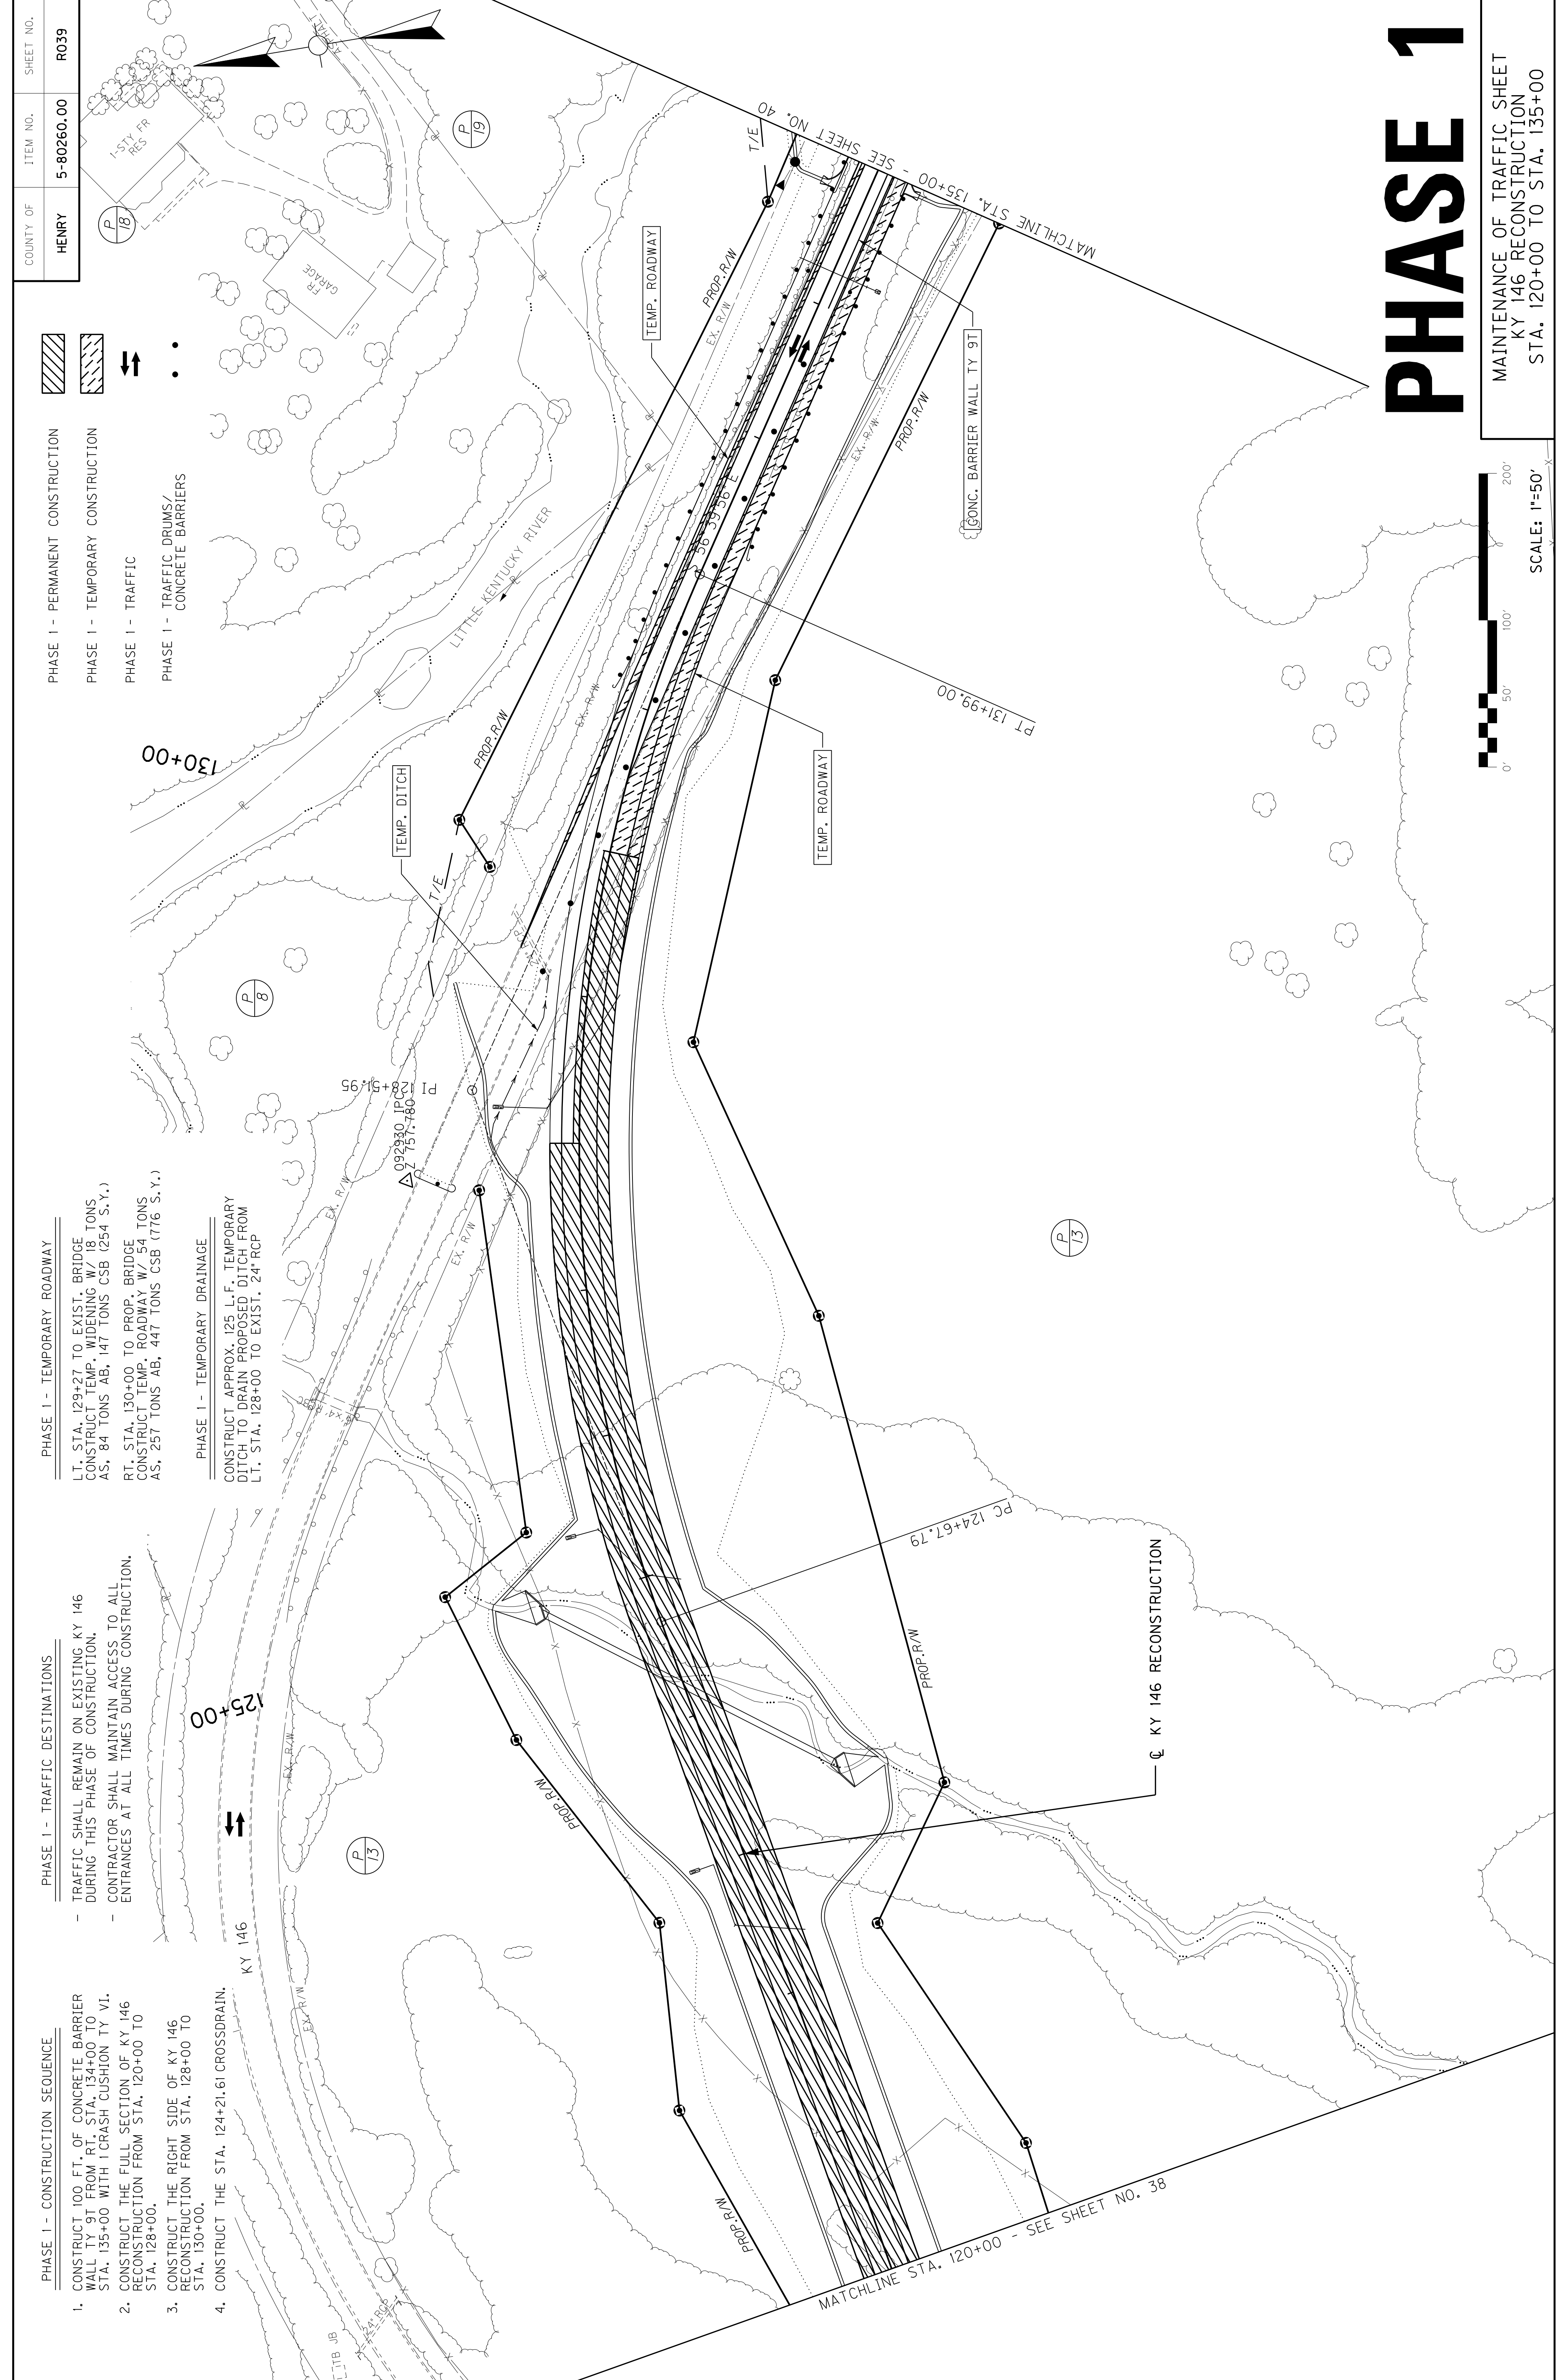 COUNTY OF
ITEM NO.
SHEET NO.
HENRY
5-80260.00
R039
PHASE 1 - CONSTRUCTION SEQUENCE
1. CONSTRUCT 100 FT. OF CONCRETE BARRIER
WALL TY 9T FROM RT. STA. 134+00 TO
STA. 135+00 WITH 1 CRASH CUSHION TY VI.
2. CONSTRUCT THE FULL SECTION OF KY 146
RECONSTRUCTION FROM STA. 120+00 TO
STA. 128+00.
3. CONSTRUCT THE RIGHT SIDE OF KY 146
RECONSTRUCTION FROM STA. 128+00 TO
STA. 130+00.
4. CONSTRUCT THE STA. 124+21.61 CROSSDRAIN.
PHASE 1 - TRAFFIC DESTINATIONS
- TRAFFIC SHALL REMAIN ON EXISTING KY 146
DURING THIS PHASE OF CONSTRUCTION.
- CONTRACTOR SHALL MAINTAIN ACCESS TO ALL
ENTRANCES AT ALL TIMES DURING CONSTRUCTION.
PHASE 1 - TEMPORARY ROADWAY
LT. STA. 129+27 TO EXIST. BRIDGE
CONSTRUCT TEMP. WIDENING W/ 18 TONS
AS, 84 TONS AB, 147 TONS CSB (254 S.Y.)
RT. STA. 130+00 TO PROP. BRIDGE
CONSTRUCT TEMP. ROADWAY W/ 54 TONS
AS, 257 TONS AB, 447 TONS CSB (776 S.Y.)
PHASE 1 - TEMPORARY DRAINAGE
CONSTRUCT APPROX. 125 L.F. TEMPORARY
DITCH TO DRAIN PROPOSED DITCH FROM
LT. STA. 128+00 TO EXIST. 24" RCP
PHASE 1 - PERMANENT CONSTRUCTION
PHASE 1 - TEMPORARY CONSTRUCTION
PHASE 1 - TRAFFIC
PHASE 1 - TRAFFIC DRUMS/
CONCRETE BARRIERS
1-STY FR
RES
P
18
P
19
FR
GARAGE
ASPHALT
LITTLE KENTUCKY RIVER
130+00
P
8
125+00
KY 146
P
13
P
13
EX. R/W
EX. R/W
EX. R/W
EX. R/W
EX. R/W
EX. R/W
EX. R/W
PROP.R/W
PROP.R/W
PROP.R/W
PROP.R/W
PROP.R/W
PROP.R/W
T/E
T/E
TEMP. DITCH
TEMP. ROADWAY
TEMP. ROADWAY
CONC. BARRIER WALL TY 9T
PI 128+51.95
092930 IPC
Z 757.780
PT 131+99.00
PC 124+67.79
℄ KY 146 RECONSTRUCTION
24" RCP
ITB JB
MATCHLINE STA. 120+00 - SEE SHEET NO. 38
MATCHLINE STA. 135+00 - SEE SHEET NO. 40
0'
50'
100'
200'
SCALE: 1"=50'
PHASE 1
MAINTENANCE OF TRAFFIC SHEET
KY 146 RECONSTRUCTION
STA. 120+00 TO STA. 135+00